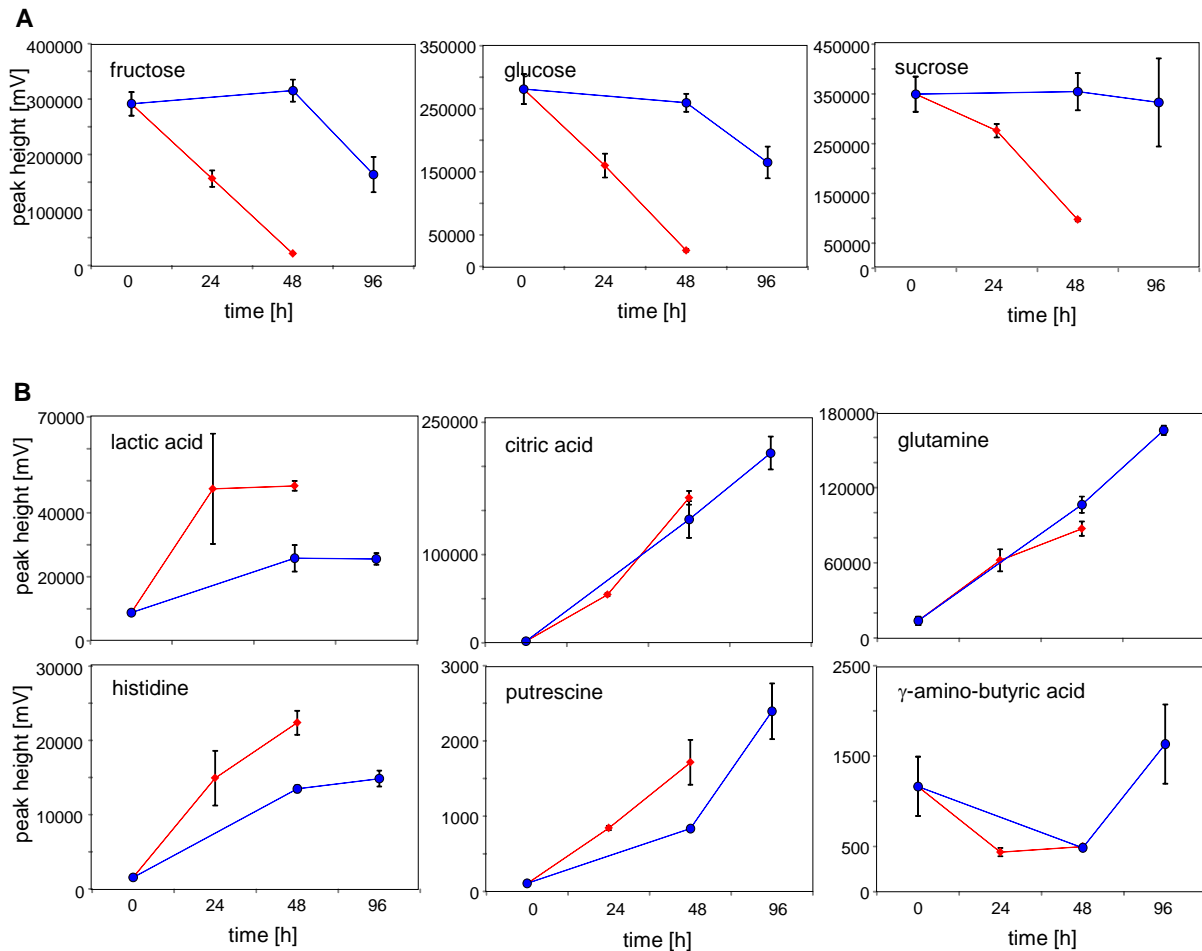 A
400000
300000
200000
100000
0
peak height [mV]
fructose
0 24 48 96
time [h]
350000
250000
150000
50000
0
glucose
0 24 48 96
time [h]
450000
350000
250000
150000
50000
0
sucrose
0 24 48 96
time [h]
B
70000
40000
20000
0
peak height [mV]
lactic acid
250000
100000
0
citric acid
180000
120000
60000
0
glutamine
30000
20000
10000
0
peak height [mV]
histidine
0 24 48 96
time [h]
3000
2000
1000
0
putrescine
0 24 48 96
time [h]
2500
1500
500
0
γ-amino-butyric acid
0 24 48 96
time [h]